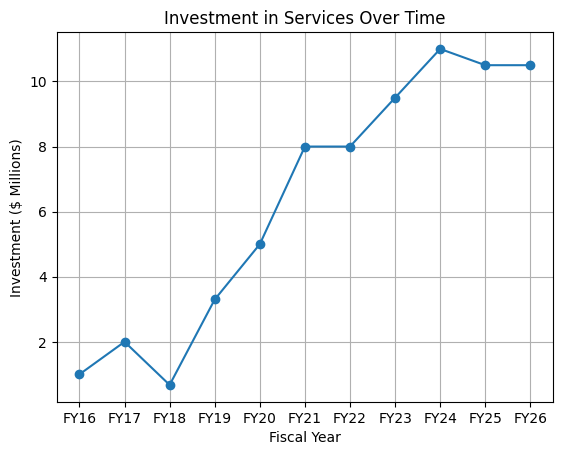 Investment in Services Over Time
Investment ($ Millions)
10
8
6
4
2
FY16 FY17 FY18 FY19 FY20 FY21 FY22 FY23 FY24 FY25 FY26
Fiscal Year